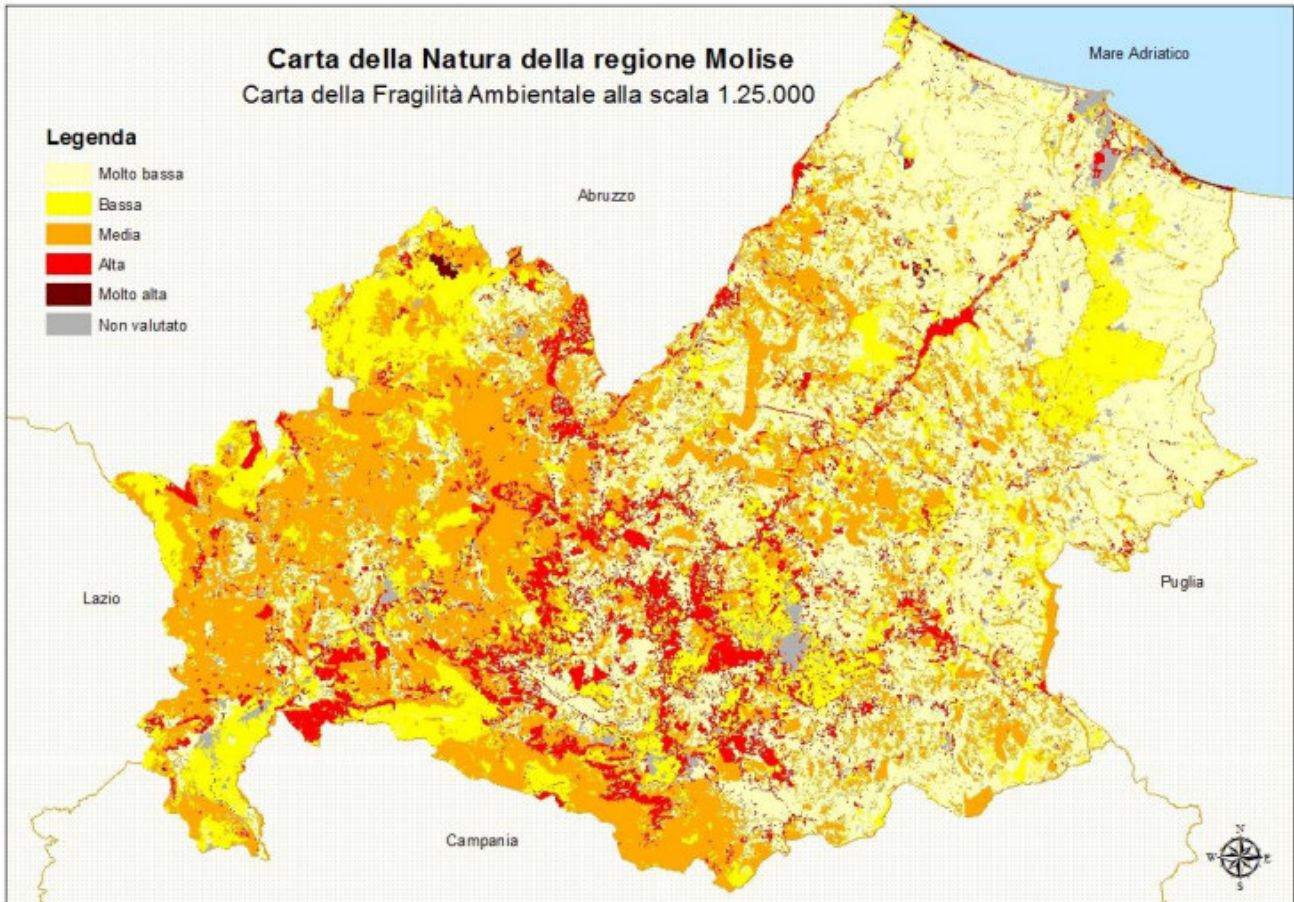 Carta della Natura della regione Molise
Carta della Fragilità Ambientale alla scala 1.25.000
Mare Adriatico
Legenda
Molto bassa
Bassa
Media
Alta
Molto alta
Non valutato
Abruzzo
Lazio
Puglia
Campania
N
W E
S